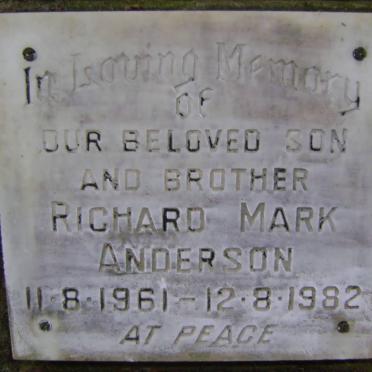 In Loving Memory
OF
OUR BELOVED SON
AND BROTHER
RICHARD MARK
ANDERSON
11·8·1961–12·8·1982
AT PEACE